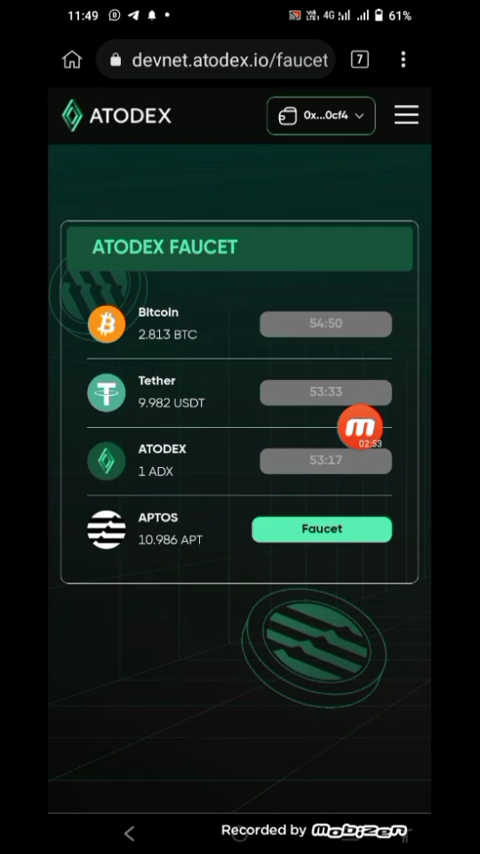 11:49
4G
61%
devnet.atodex.io/faucet
7
ATODEX
0x...0cf4
ATODEX FAUCET
Bitcoin
2.813 BTC
54:50
Tether
9.982 USDT
53:33
m
02:53
ATODEX
1 ADX
53:17
APTOS
10.986 APT
Faucet
Recorded by mobizen